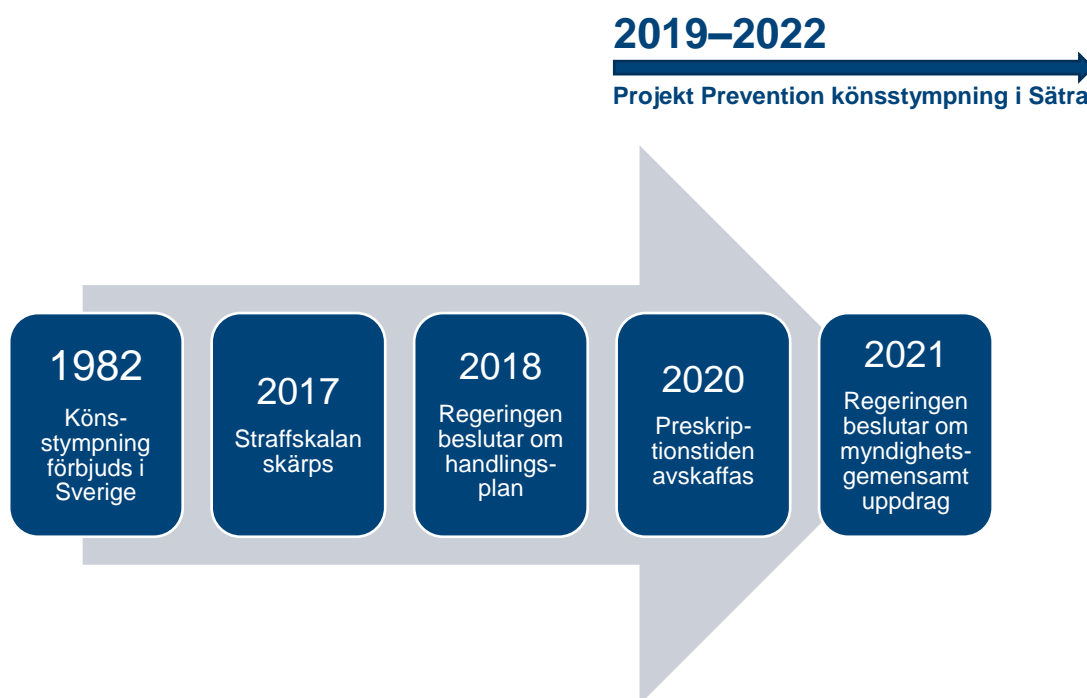 2019–2022
Projekt Prevention könsstympning i Sätra
1982
Köns-
stympning
förbjuds i
Sverige
2017
Straffskalan
skärps
2018
Regeringen
beslutar om
handlings-
plan
2020
Preskrip-
tionstiden
avskaffas
2021
Regeringen
beslutar om
myndighets-
gemensamt
uppdrag